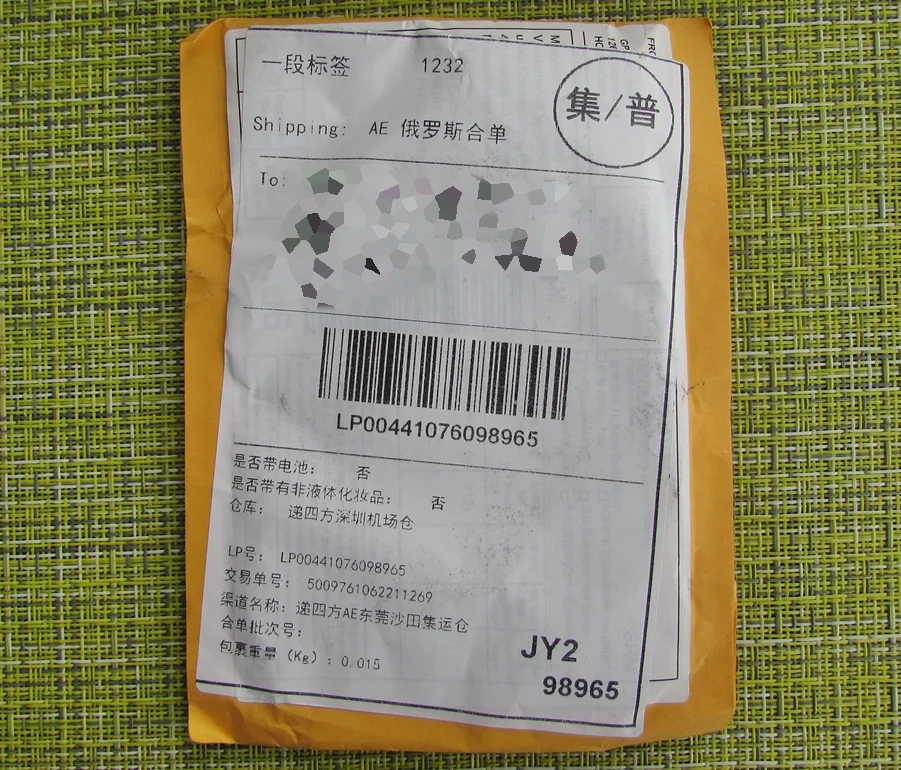 FRO
GP
12
HC
M V
一段标签 1232
集/普
Shipping: AE 俄罗斯合单
To:
LP00441076098965
是否带电池: 否
是否带有非液体化妆品: 否
仓库: 递四方深圳机场仓
LP号: LP00441076098965
交易单号: 5009761062211269
渠道名称: 递四方AE东莞沙田集运仓
合单批次号:
包裹重量 (Kg) : 0.015
JY2
98965